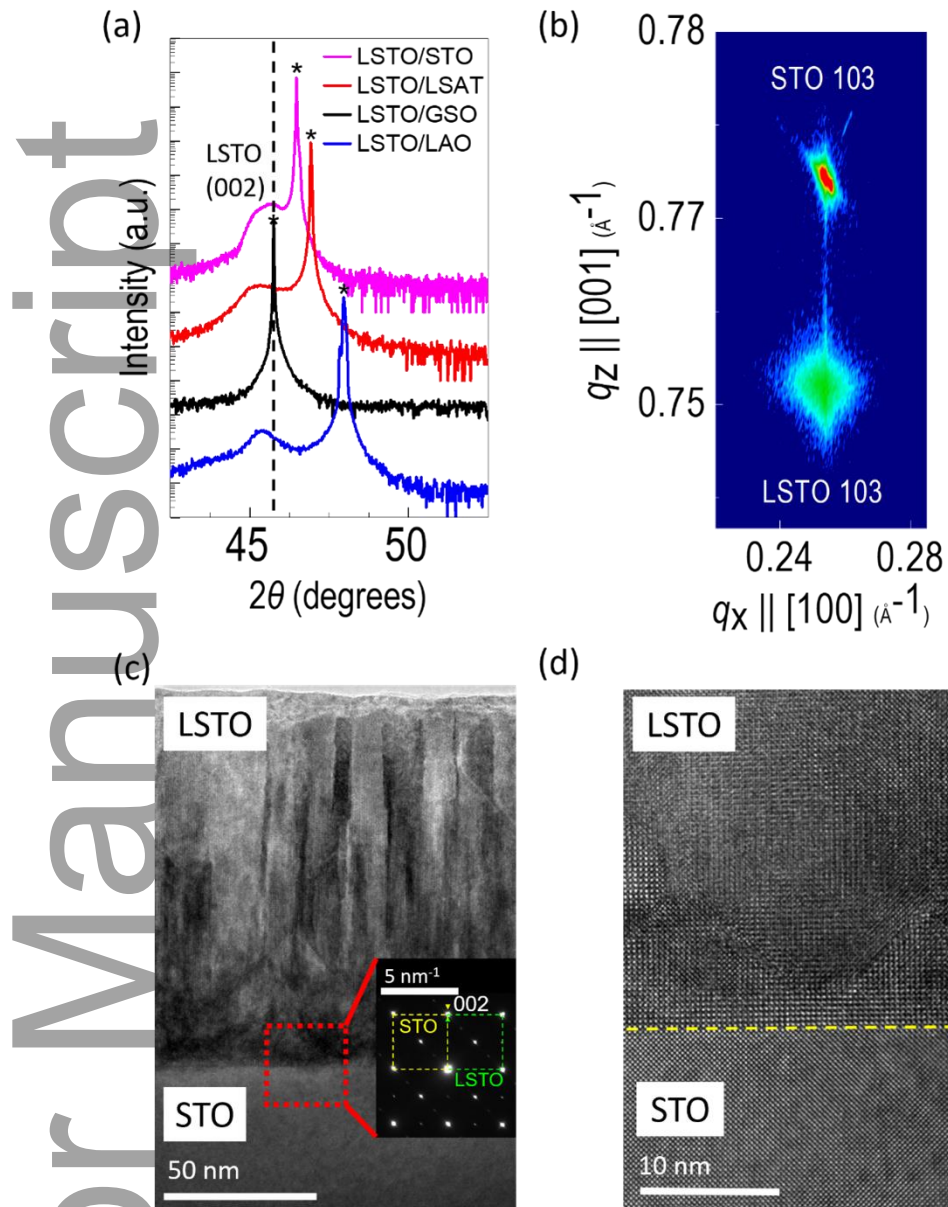 (a)
*
LSTO/STO
LSTO/LSAT
LSTO/GSO
LSTO/LAO
*
LSTO
(002)
*
*
Intensity (a.u.)
45
50
2θ (degrees)
(b)
0.78
STO 103
0.77
0.75
LSTO 103
qz || [001] (Å-1)
0.24
0.28
qx || [100] (Å-1)
(c)
LSTO
5 nm-1
002
STO
LSTO
STO
50 nm
(d)
LSTO
STO
10 nm
or Manuscript